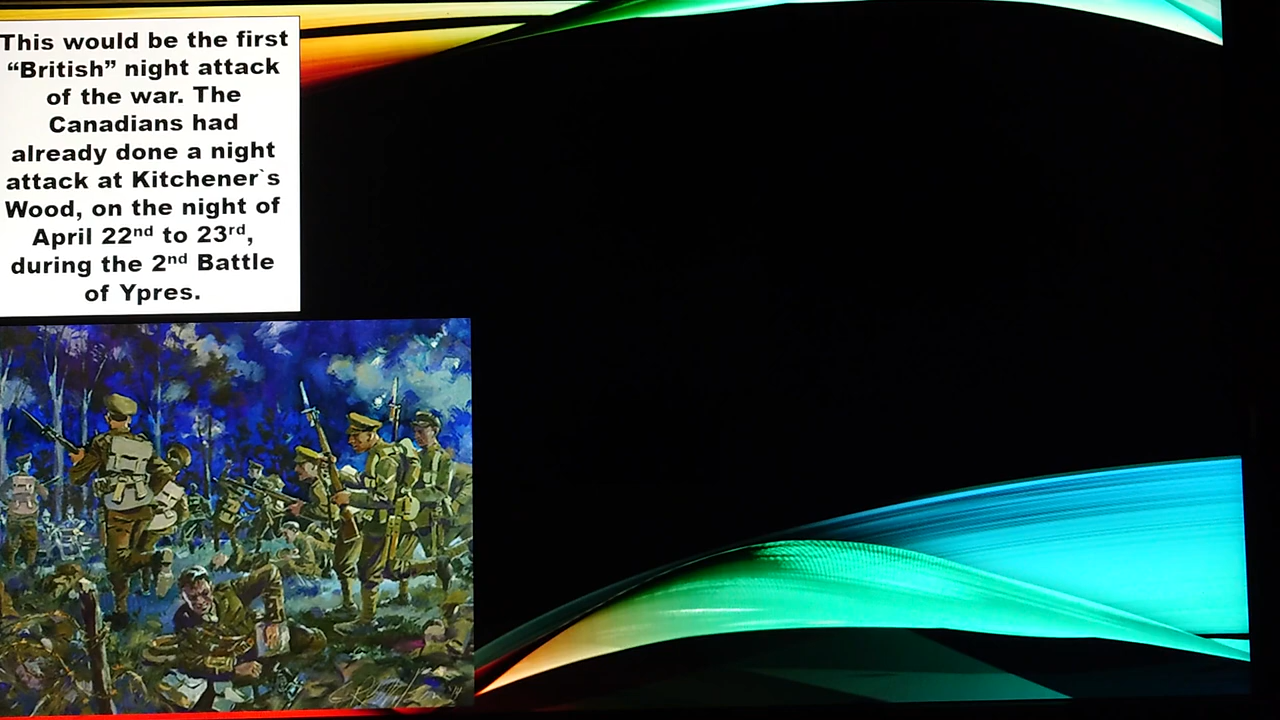 This would be the first
“British” night attack
of the war. The
Canadians had
already done a night
attack at Kitchener`s
Wood, on the night of
April 22nd to 23rd,
during the 2nd Battle
of Ypres.